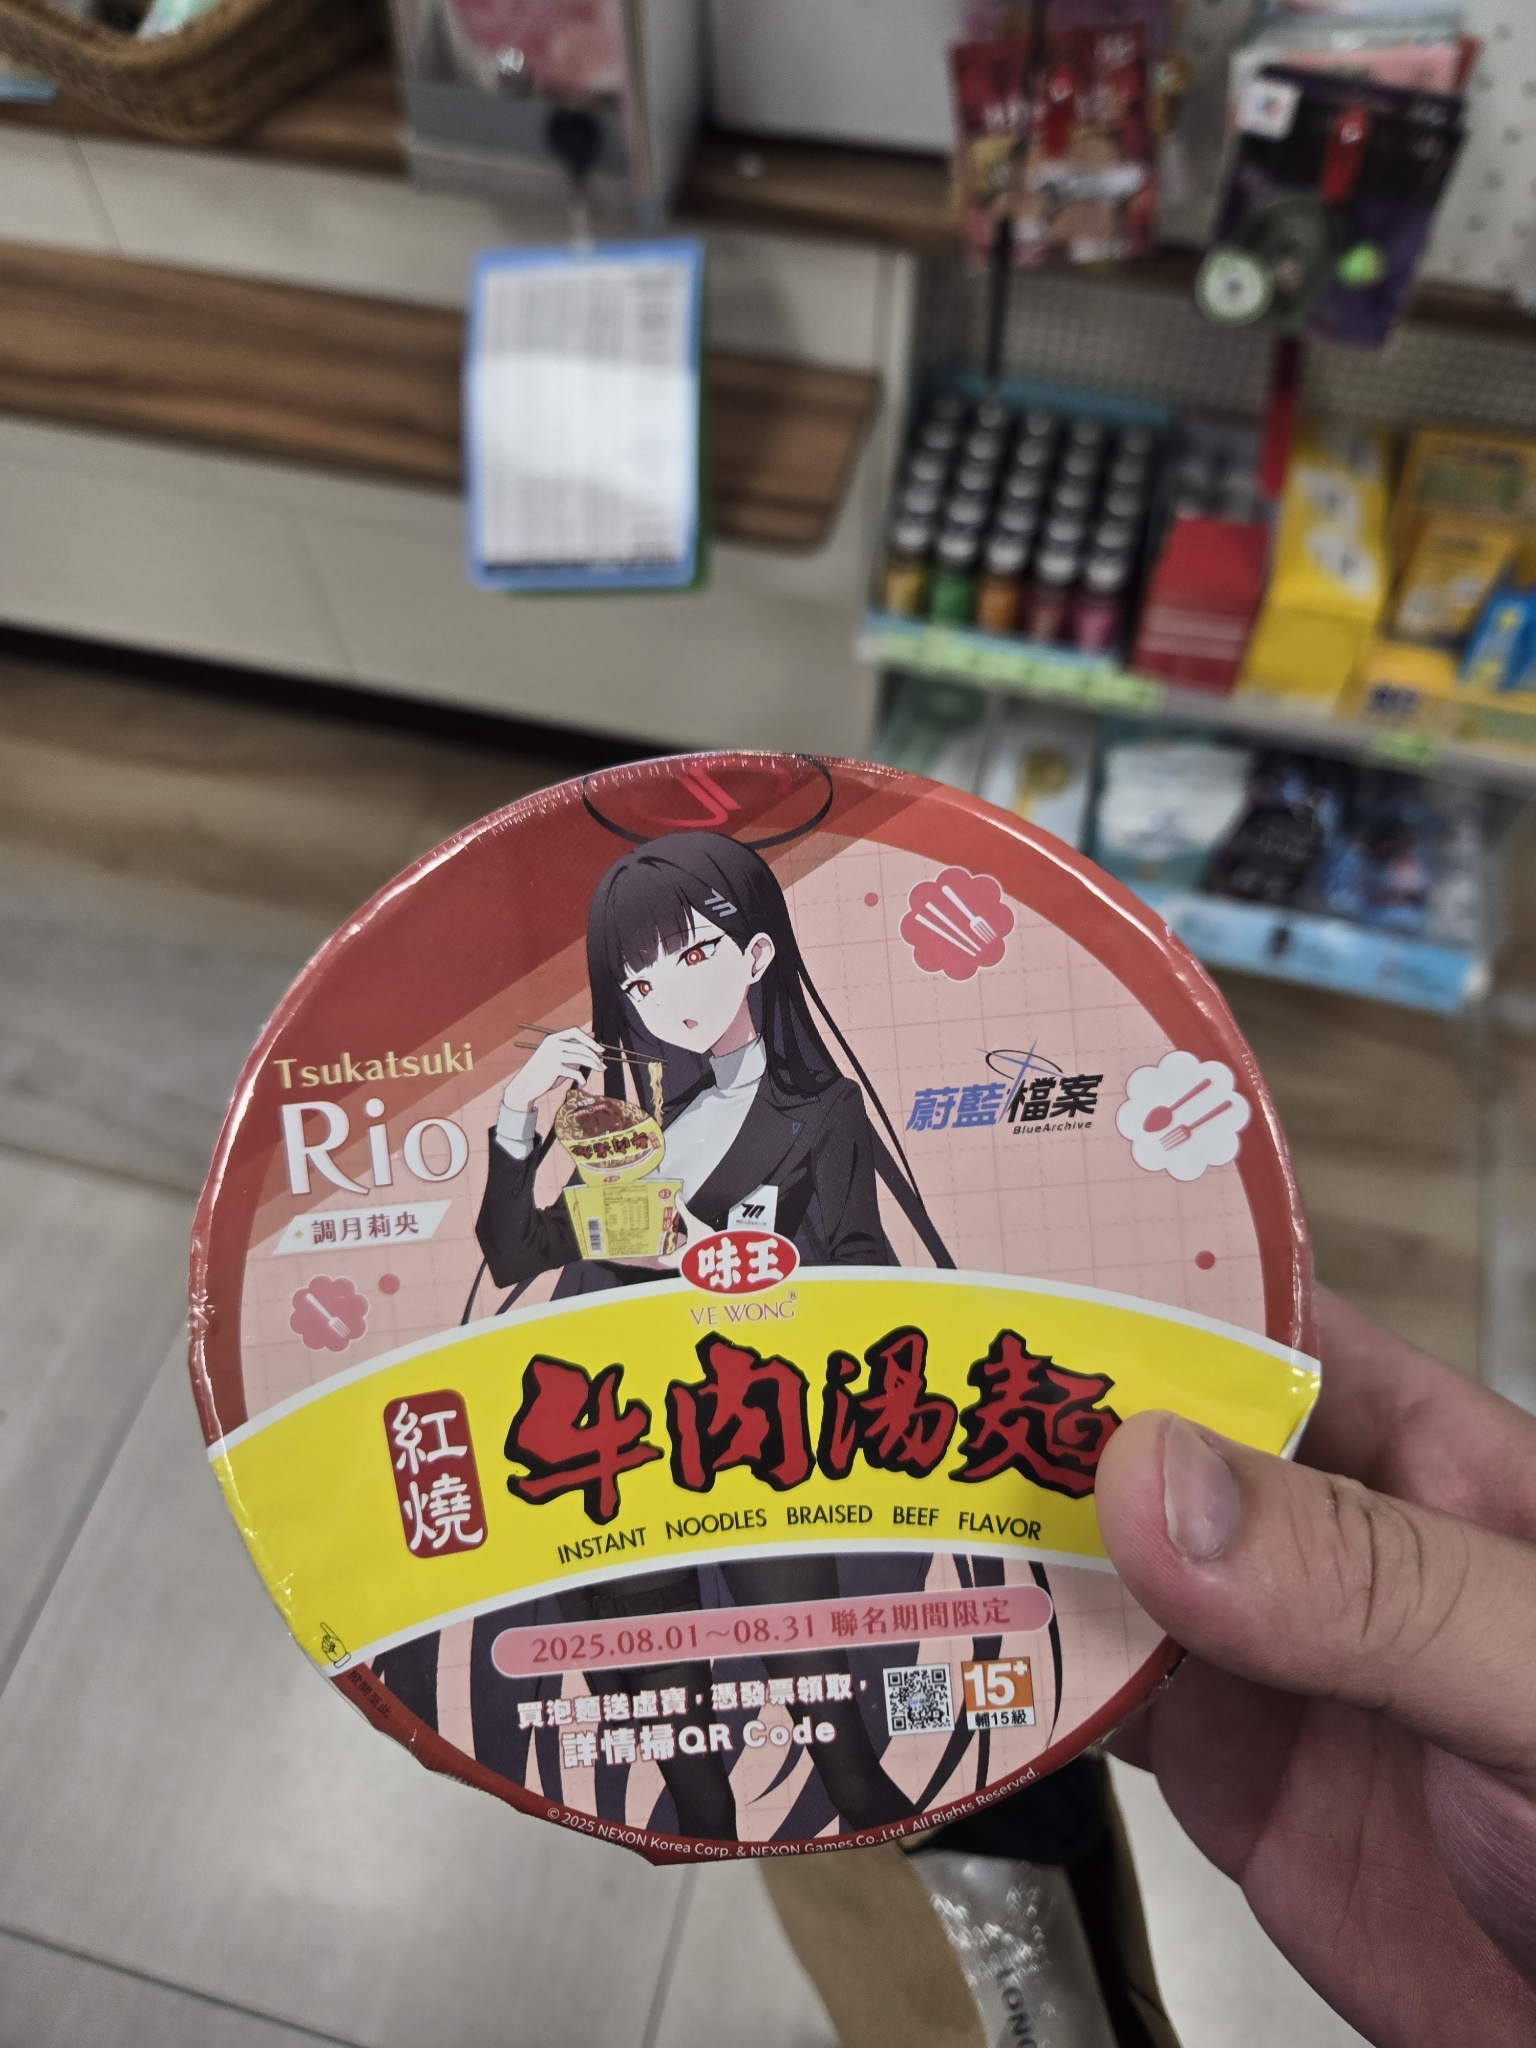 Tsukatsuki
Rio
調月莉央
蔚藍檔案
BlueArchive
味王
VE WONG®
紅燒
牛肉湯麵
INSTANT NOODLES BRAISED BEEF FLAVOR
2025.08.01~08.31 聯名期間限定
買泡麵送虛寶，憑發票領取，
詳情掃QR Code
15+
輔15級
© 2025 NEXON Korea Corp. & NEXON Games Co.,Ltd. All Rights Reserved.